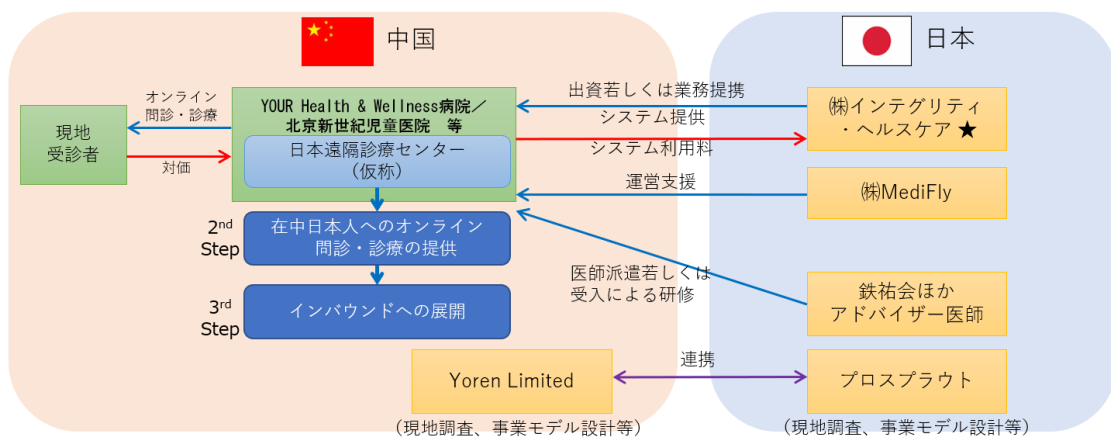 中国
日本
オンライン
問診・診療
現地
受診者
対価
YOUR Health & Wellness病院／
北京新世紀児童医院　等
日本遠隔診療センター
（仮称）
出資若しくは業務提携
システム提供
システム利用料
㈱インテグリティ
・ヘルスケア★
運営支援
㈱MediFly
2nd
Step
在中日本人へのオンライン
問診・診療の提供
医師派遣若しくは
受入による研修
鉄祐会ほか
アドバイザー医師
3rd
Step
インバウンドへの展開
Yoren Limited
連携
プロスプラウト
（現地調査、事業モデル設計等）
（現地調査、事業モデル設計等）